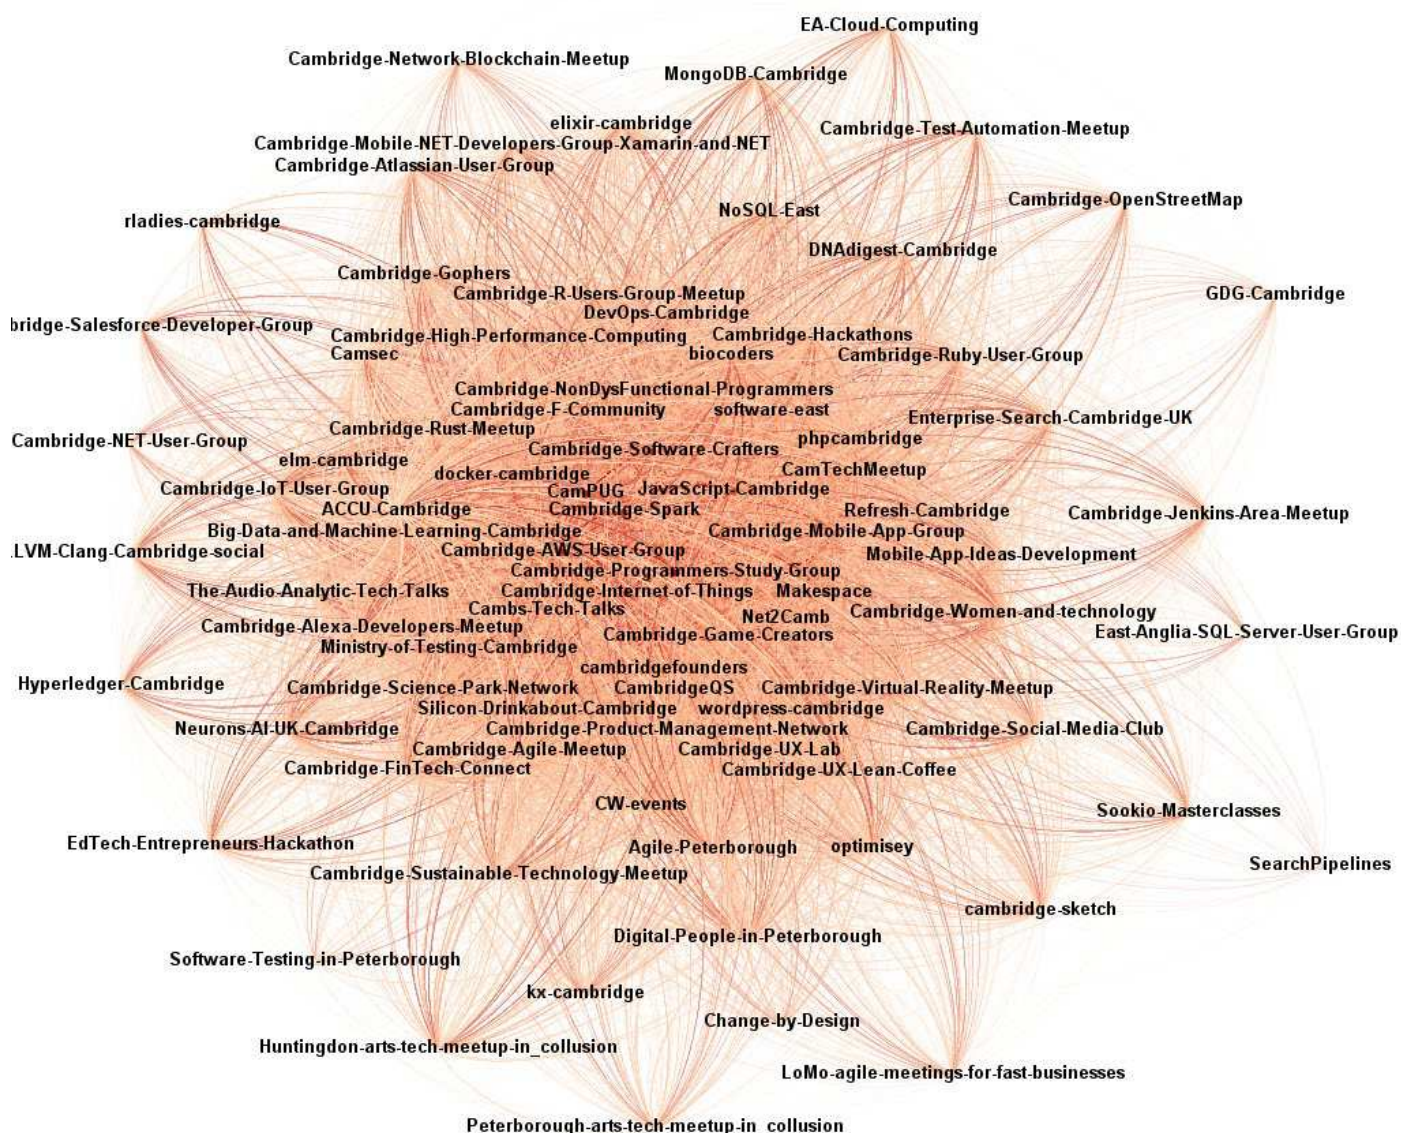 EA-Cloud-Computing
Cambridge-Network-Blockchain-Meetup
MongoDB-Cambridge
elixir-cambridge
Cambridge-Test-Automation-Meetup
Cambridge-Mobile-NET-Developers-Group-Xamarin-and-NET
Cambridge-Atlassian-User-Group
Cambridge-OpenStreetMap
NoSQL-East
rladies-cambridge
DNAdigest-Cambridge
Cambridge-Gophers
Cambridge-R-Users-Group-Meetup
GDG-Cambridge
DevOps-Cambridge
bridge-Salesforce-Developer-Group
Cambridge-High-Performance-Computing
Cambridge-Hackathons
Camsec
biocoders
Cambridge-Ruby-User-Group
Cambridge-NonDysFunctional-Programmers
Cambridge-F-Community
software-east
Enterprise-Search-Cambridge-UK
Cambridge-Rust-Meetup
phpcambridge
Cambridge-NET-User-Group
Cambridge-Software-Crafters
elm-cambridge
docker-cambridge
CamTechMeetup
Cambridge-IoT-User-Group
CamPUG
JavaScript-Cambridge
ACCU-Cambridge
Cambridge-Spark
Refresh-Cambridge
Cambridge-Jenkins-Area-Meetup
Big-Data-and-Machine-Learning-Cambridge
Cambridge-Mobile-App-Group
.LVM-Clang-Cambridge-social
Cambridge-AWS-User-Group
Mobile-App-Ideas-Development
Cambridge-Programmers-Study-Group
The-Audio-Analytic-Tech-Talks
Cambridge-Internet-of-Things
Makespace
Cambs-Tech-Talks
Net2Camb
Cambridge-Women-and-technology
Cambridge-Alexa-Developers-Meetup
Cambridge-Game-Creators
East-Anglia-SQL-Server-User-Group
Ministry-of-Testing-Cambridge
cambridgefounders
Hyperledger-Cambridge
Cambridge-Science-Park-Network
CambridgeQS
Cambridge-Virtual-Reality-Meetup
Silicon-Drinkabout-Cambridge
wordpress-cambridge
Neurons-AI-UK-Cambridge
Cambridge-Product-Management-Network
Cambridge-Social-Media-Club
Cambridge-Agile-Meetup
Cambridge-UX-Lab
Cambridge-FinTech-Connect
Cambridge-UX-Lean-Coffee
CW-events
Sookio-Masterclasses
EdTech-Entrepreneurs-Hackathon
Agile-Peterborough
optimisey
SearchPipelines
Cambridge-Sustainable-Technology-Meetup
cambridge-sketch
Digital-People-in-Peterborough
Software-Testing-in-Peterborough
kx-cambridge
Change-by-Design
Huntingdon-arts-tech-meetup-in_collusion
LoMo-agile-meetings-for-fast-businesses
Peterborough-arts-tech-meetup-in_collusion